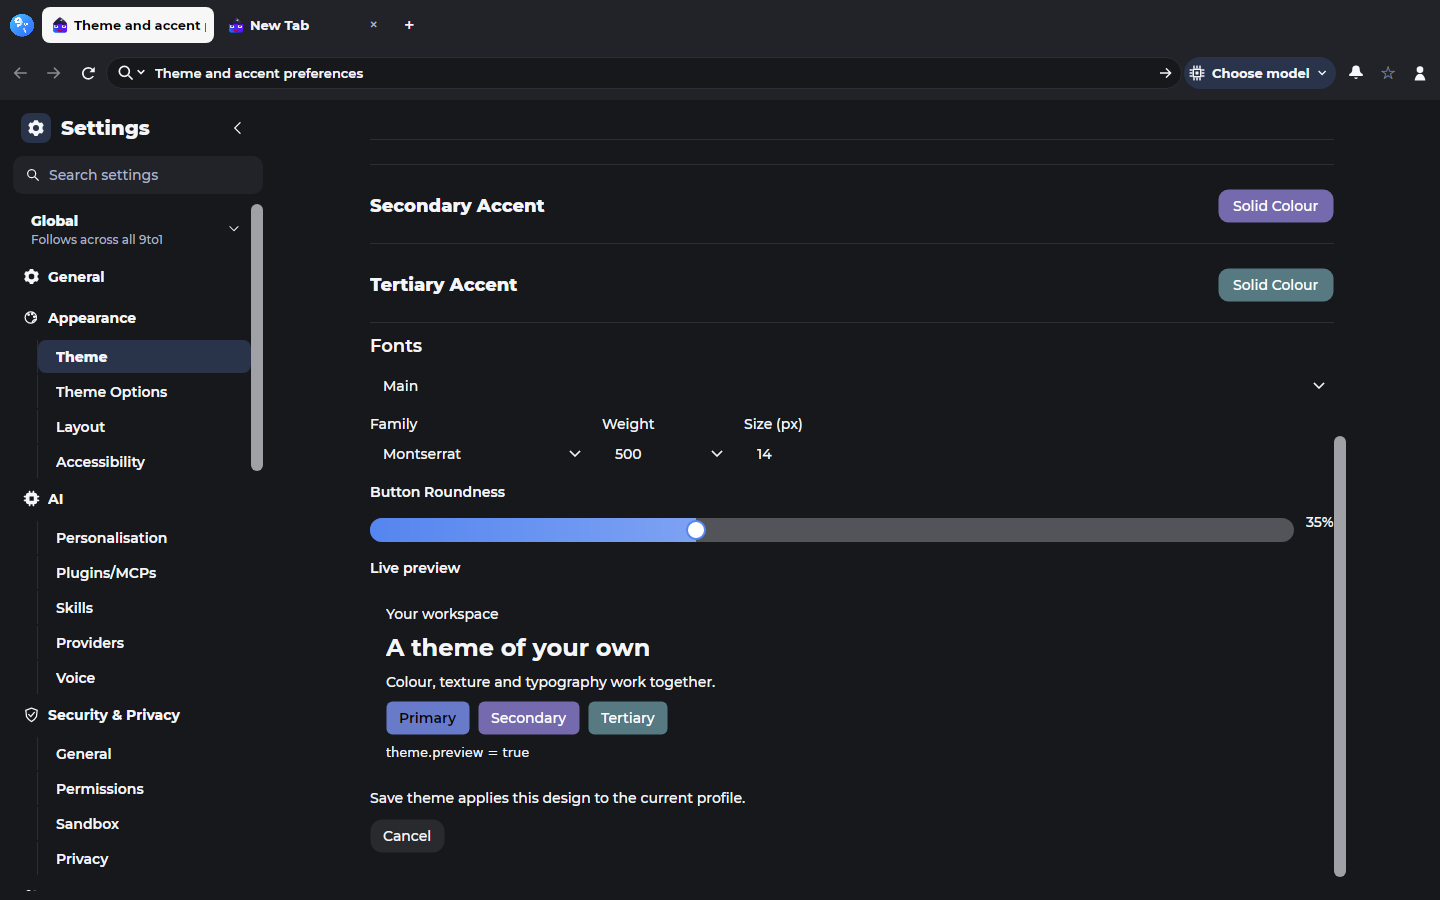 Theme and accent
New Tab
Theme and accent preferences
Choose model
Settings
Search settings
Global
Follows across all 9to1
General
Appearance
Theme
Theme Options
Layout
Accessibility
AI
Personalisation
Plugins/MCPs
Skills
Providers
Voice
Security & Privacy
General
Permissions
Sandbox
Privacy
Secondary Accent
Solid Colour
Tertiary Accent
Solid Colour
Fonts
Main
Family
Weight
Size (px)
Montserrat
500
14
Button Roundness
35%
Live preview
Your workspace
A theme of your own
Colour, texture and typography work together.
Primary
Secondary
Tertiary
theme.preview = true
Save theme applies this design to the current profile.
Cancel